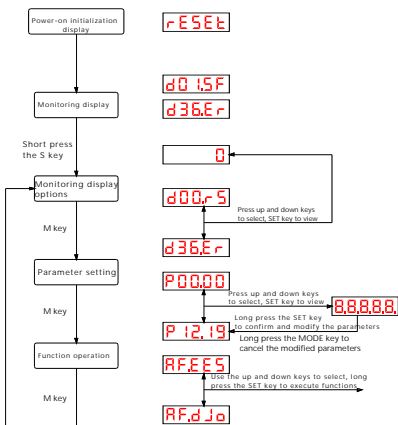 Power-on initialization
display
rESEt
d01.SF
Monitoring display
d36.Er
Short press
the S key
0
Monitoring display
options
d00.rS
Press up and down keys
to select, SET key to view
M key
d36.Er
Parameter setting
P00.00
Press up and down keys
to select, SET key to view
8.8.8.8.8.
M key
Long press the SET key
to confirm and modify the parameters
P12.19
Long press the MODE key to
cancel the modified parameters
Function operation
AF.EES
Use the up and down keys to select, long
press the SET key to execute functions
M key
AF.dJo